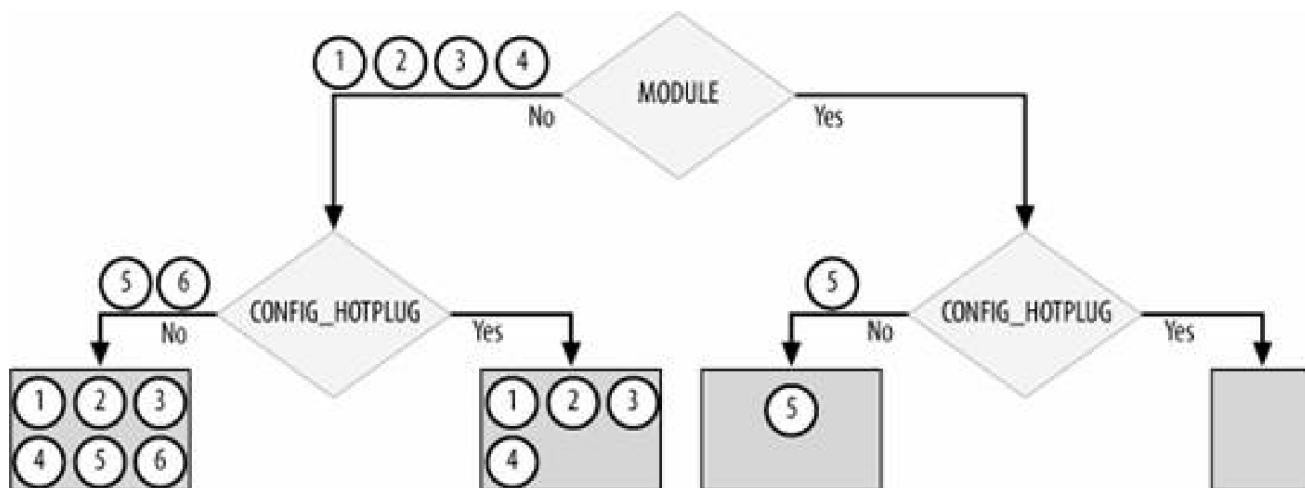 1 2 3 4
MODULE
No
Yes
5 6
CONFIG_HOTPLUG
No
Yes
5
CONFIG_HOTPLUG
No
Yes
1 2 3
4 5 6
1 2 3
4
5